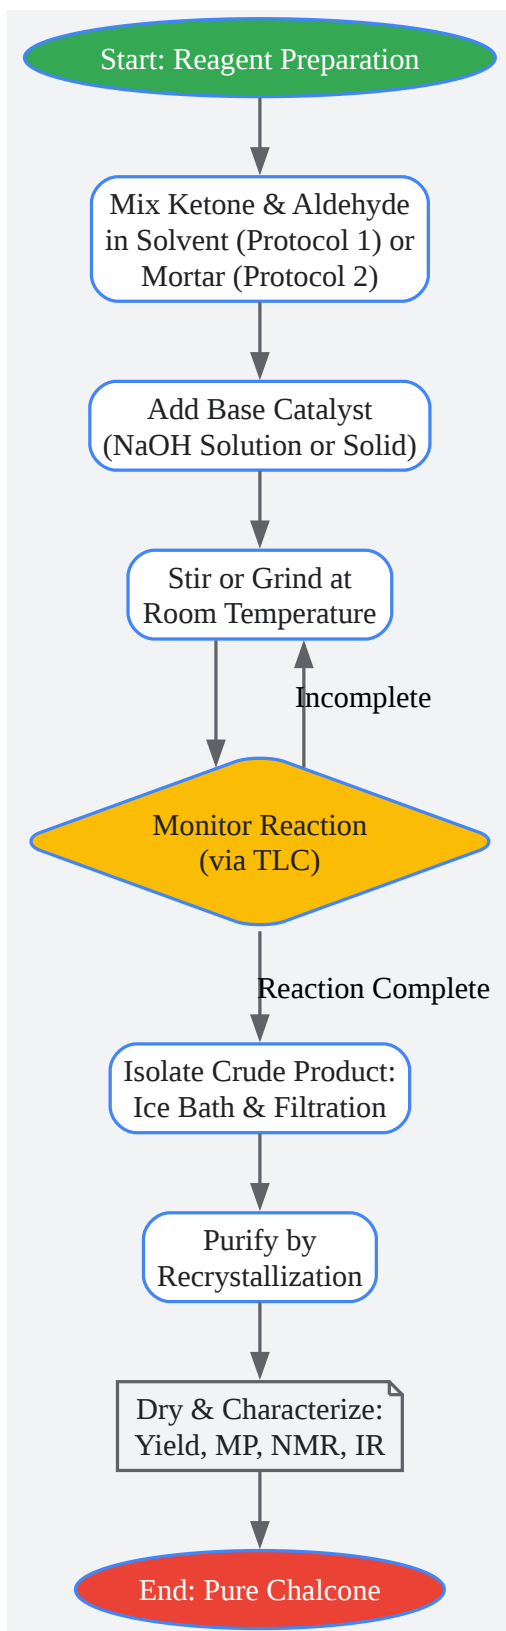 Start: Reagent Preparation
Mix Ketone & Aldehyde
in Solvent (Protocol 1) or
Mortar (Protocol 2)
Add Base Catalyst
(NaOH Solution or Solid)
Stir or Grind at
Room Temperature
Incomplete
Monitor Reaction
(via TLC)
Reaction Complete
Isolate Crude Product:
Ice Bath & Filtration
Purify by
Recrystallization
Dry & Characterize:
Yield, MP, NMR, IR
End: Pure Chalcone